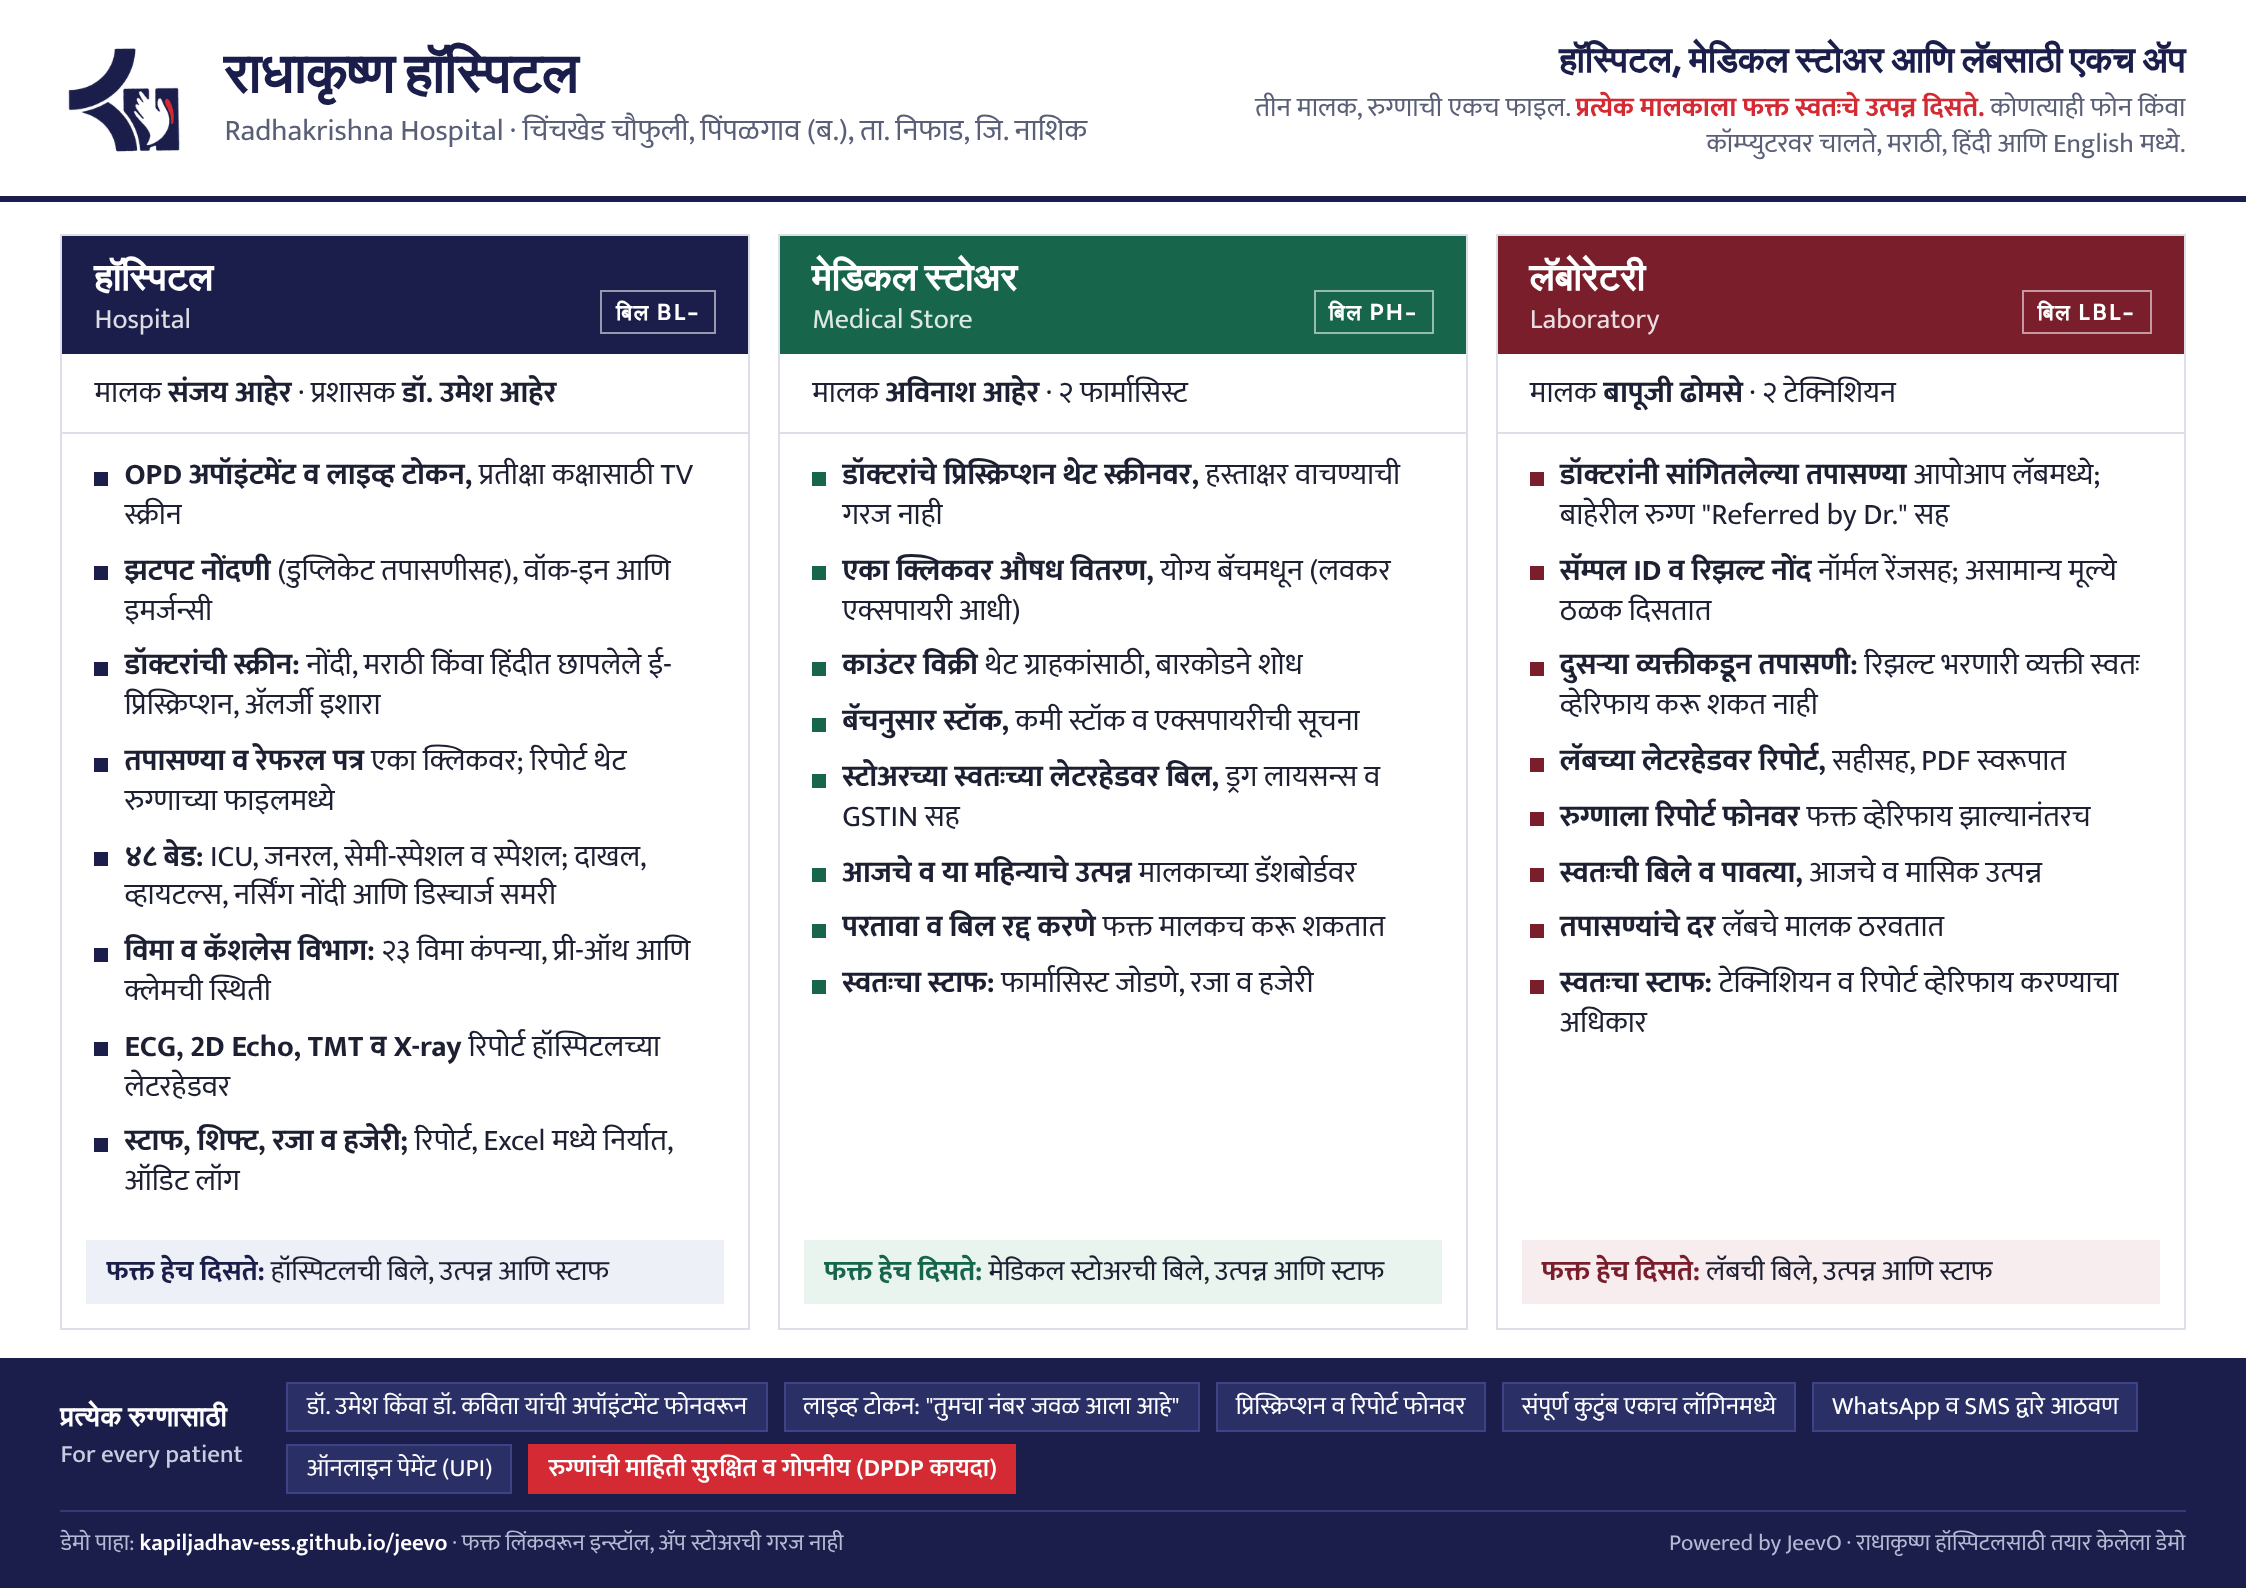 राधाकृष्ण हॉस्पिटल
Radhakrishna Hospital · चिंचखेड चौफुली, पिंपळगाव (ब.), ता. निफाड, जि. नाशिक
हॉस्पिटल, मेडिकल स्टोअर आणि लॅबसाठी एकच ॲप
तीन मालक, रुग्णाची एकच फाइल. प्रत्येक मालकाला फक्त स्वतःचे उत्पन्न दिसते. कोणत्याही फोन किंवा
कॉम्प्युटरवर चालते, मराठी, हिंदी आणि English मध्ये.
हॉस्पिटल
Hospital
बिल BL-
मालक संजय आहेर · प्रशासक डॉ. उमेश आहेर
OPD अपॉइंटमेंट व लाइव्ह टोकन, प्रतीक्षा कक्षासाठी TV
स्क्रीन
झटपट नोंदणी (डुप्लिकेट तपासणीसह), वॉक-इन आणि
इमर्जन्सी
डॉक्टरांची स्क्रीन: नोंदी, मराठी किंवा हिंदीत छापलेले ई-
प्रिस्क्रिप्शन, ॲलर्जी इशारा
तपासण्या व रेफरल पत्र एका क्लिकवर; रिपोर्ट थेट
रुग्णाच्या फाइलमध्ये
४८ बेड: ICU, जनरल, सेमी-स्पेशल व स्पेशल; दाखल,
व्हायटल्स, नर्सिंग नोंदी आणि डिस्चार्ज समरी
विमा व कॅशलेस विभाग: २३ विमा कंपन्या, प्री-ऑथ आणि
क्लेमची स्थिती
ECG, 2D Echo, TMT व X-ray रिपोर्ट हॉस्पिटलच्या
लेटरहेडवर
स्टाफ, शिफ्ट, रजा व हजेरी; रिपोर्ट, Excel मध्ये निर्यात,
ऑडिट लॉग
फक्त हेच दिसते: हॉस्पिटलची बिले, उत्पन्न आणि स्टाफ
मेडिकल स्टोअर
Medical Store
बिल PH-
मालक अविनाश आहेर · २ फार्मासिस्ट
डॉक्टरांचे प्रिस्क्रिप्शन थेट स्क्रीनवर, हस्ताक्षर वाचण्याची
गरज नाही
एका क्लिकवर औषध वितरण, योग्य बॅचमधून (लवकर
एक्सपायरी आधी)
काउंटर विक्री थेट ग्राहकांसाठी, बारकोडने शोध
बॅचनुसार स्टॉक, कमी स्टॉक व एक्सपायरीची सूचना
स्टोअरच्या स्वतःच्या लेटरहेडवर बिल, ड्रग लायसन्स व
GSTIN सह
आजचे व या महिन्याचे उत्पन्न मालकाच्या डॅशबोर्डवर
परतावा व बिल रद्द करणे फक्त मालकच करू शकतात
स्वतःचा स्टाफ: फार्मासिस्ट जोडणे, रजा व हजेरी
फक्त हेच दिसते: मेडिकल स्टोअरची बिले, उत्पन्न आणि स्टाफ
लॅबोरेटरी
Laboratory
बिल LBL-
मालक बापूजी ढोमसे · २ टेक्निशियन
डॉक्टरांनी सांगितलेल्या तपासण्या आपोआप लॅबमध्ये;
बाहेरील रुग्ण "Referred by Dr." सह
सॅम्पल ID व रिझल्ट नोंद नॉर्मल रेंजसह; असामान्य मूल्ये
ठळक दिसतात
दुसऱ्या व्यक्तीकडून तपासणी: रिझल्ट भरणारी व्यक्ती स्वतः
व्हेरिफाय करू शकत नाही
लॅबच्या लेटरहेडवर रिपोर्ट, सहीसह, PDF स्वरूपात
रुग्णाला रिपोर्ट फोनवर फक्त व्हेरिफाय झाल्यानंतरच
स्वतःची बिले व पावत्या, आजचे व मासिक उत्पन्न
तपासण्यांचे दर लॅबचे मालक ठरवतात
स्वतःचा स्टाफ: टेक्निशियन व रिपोर्ट व्हेरिफाय करण्याचा
अधिकार
फक्त हेच दिसते: लॅबची बिले, उत्पन्न आणि स्टाफ
प्रत्येक रुग्णासाठी
For every patient
डॉ. उमेश किंवा डॉ. कविता यांची अपॉइंटमेंट फोनवरून
लाइव्ह टोकन: "तुमचा नंबर जवळ आला आहे"
प्रिस्क्रिप्शन व रिपोर्ट फोनवर
संपूर्ण कुटुंब एकाच लॉगिनमध्ये
WhatsApp व SMS द्वारे आठवण
ऑनलाइन पेमेंट (UPI)
रुग्णांची माहिती सुरक्षित व गोपनीय (DPDP कायदा)
डेमो पाहा: kapiljadhav-ess.github.io/jeevo · फक्त लिंकवरून इन्स्टॉल, ॲप स्टोअरची गरज नाही
Powered by JeevO · राधाकृष्ण हॉस्पिटलसाठी तयार केलेला डेमो